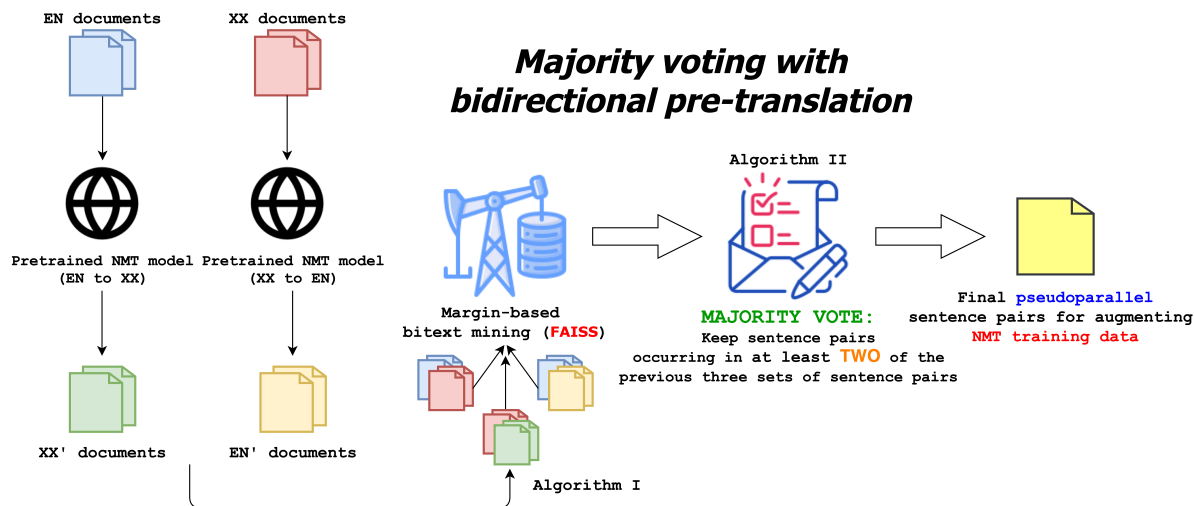 EN documents
XX documents
Majority voting with
bidirectional pre-translation
Pretrained NMT model
(EN to XX)
Pretrained NMT model
(XX to EN)
XX' documents
EN' documents
Margin-based
bitext mining (FAISS)
Algorithm I
Algorithm II
MAJORITY VOTE:
Keep sentence pairs
occurring in at least TWO of the
previous three sets of sentence pairs
Final pseudoparallel
sentence pairs for augmenting
NMT training data